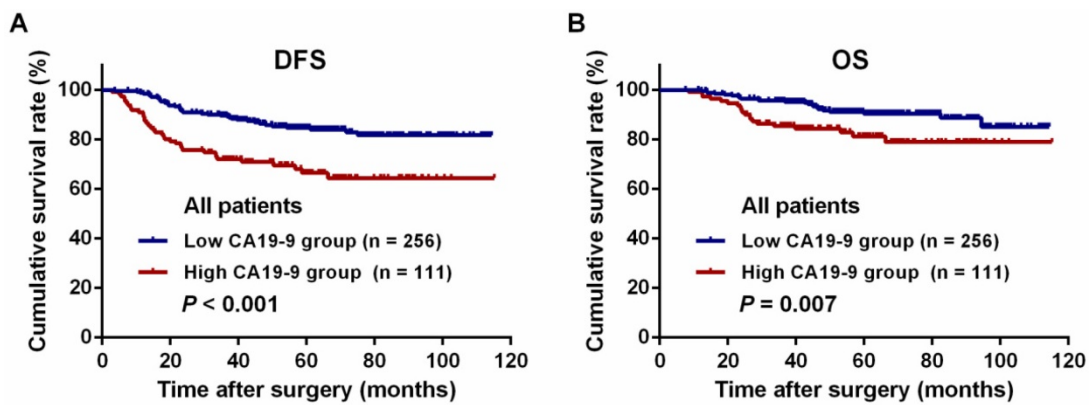 A
DFS
Cumulative survival rate (%)
100
80
60
40
20
0
All patients
Low CA19-9 group (n = 256)
High CA19-9 group (n = 111)
P < 0.001
0 20 40 60 80 100 120
Time after surgery (months)
B
OS
Cumulative survival rate (%)
100
80
60
40
20
0
All patients
Low CA19-9 group (n = 256)
High CA19-9 group (n = 111)
P = 0.007
0 20 40 60 80 100 120
Time after surgery (months)